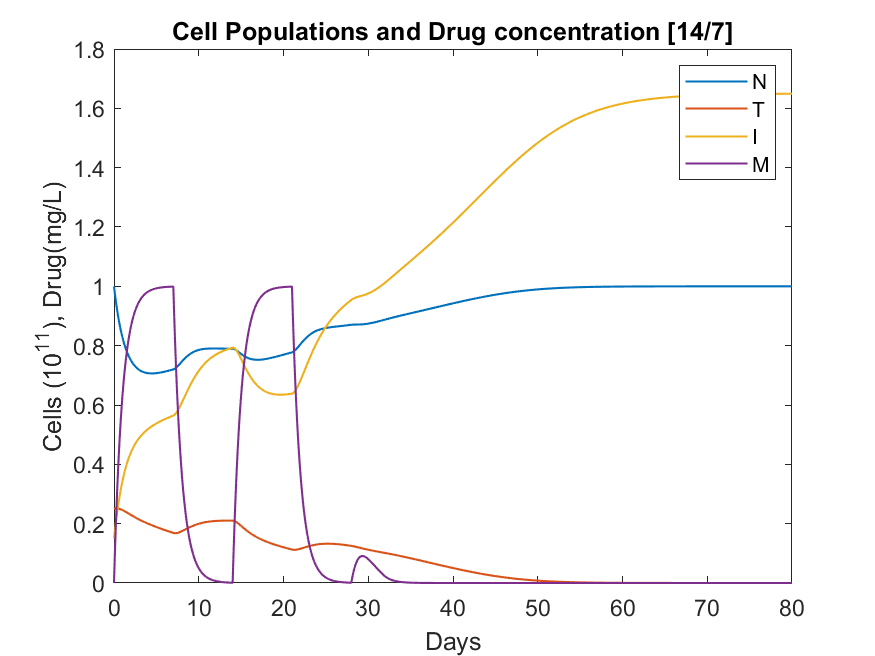 Cell Populations and Drug concentration [14/7]
Cells (10^11), Drug(mg/L)
1.8
1.6
1.4
1.2
1
0.8
0.6
0.4
0.2
0
N
T
I
M
0 10 20 30 40 50 60 70 80
Days